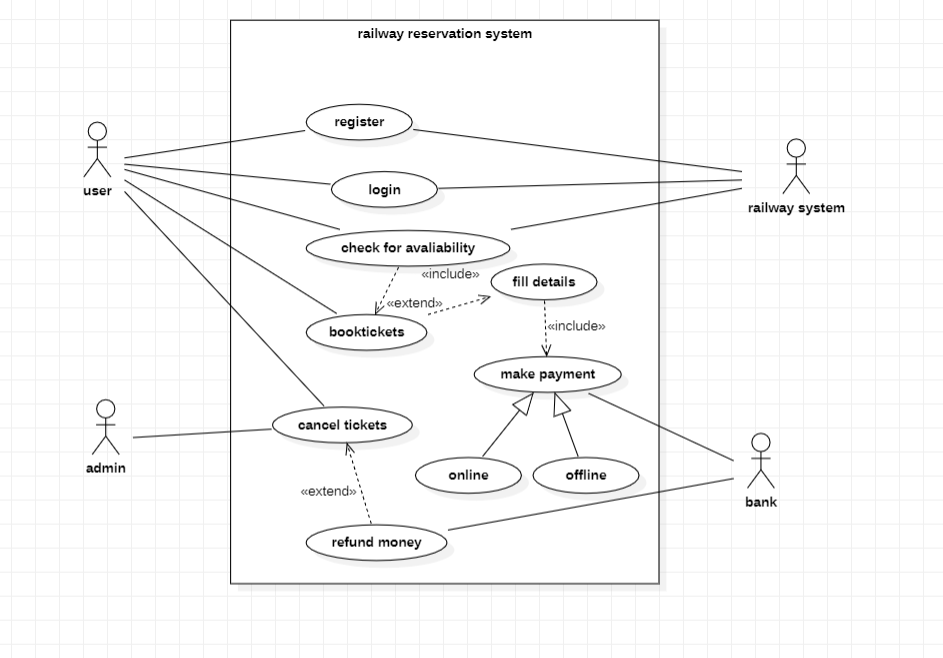 railway reservation system
register
user
login
railway system
check for avaliability
«include»
fill details
«extend»
booktickets
«include»
make payment
cancel tickets
admin
online
offline
«extend»
bank
refund money